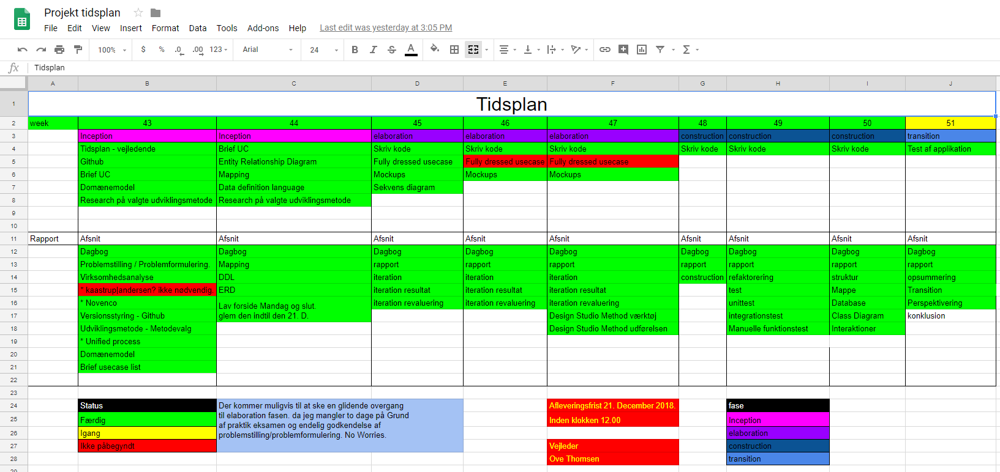 Projekt tidsplan
File Edit View Insert Format Data Tools Add-ons Help Last edit was yesterday at 3:05 PM
100% $ % .0 .00 123 Arial 24 B I S A Σ
fx Tidsplan
A B C D E F G H I J
1 Tidsplan
2 week 43 44 45 46 47 48 49 50 51
3 Inception Inception elaboration elaboration elaboration construction construction construction transition
4 Tidsplan - vejledende Brief UC Skriv kode Skriv kode Skriv kode Skriv kode Skriv kode Skriv kode Test af applikation
5 Github Entity Relationship Diagram Fully dressed usecase Fully dressed usecase Fully dressed usecase
6 Brief UC Mapping Mockups Mockups Mockups
7 Domænemodel Data definition language Sekvens diagram
8 Research på valgte udviklingsmetode Research på valgte udviklingsmetode
9
10
11 Rapport Afsnit Afsnit Afsnit Afsnit Afsnit Afsnit Afsnit Afsnit Afsnit
12 Dagbog Dagbog Dagbog Dagbog Dagbog Dagbog Dagbog Dagbog Dagbog
13 Problemstilling / Problemformulering. Mapping rapport rapport rapport rapport rapport rapport rapport
14 Virksomhedsanalyse DDL iteration iteration iteration construction refaktorering struktur opsummering
15 * kaastrup|andersen? ikke nødvendig. ERD iteration resultat iteration resultat iteration resultat test Mappe Transition
16 * Novenco Lav forside Mandag og slut. iteration revaluering iteration revaluering iteration revaluering unittest Database Perspektivering
17 Versionsstyring - Github glem den indtil den 21. D. Design Studio Method værktøj integrationstest Class Diagram konklusion
18 Udviklingsmetode - Metodevalg Design Studio Method udførelsen Manuelle funktionstest Interaktioner
19 * Unified process
20 Domænemodel
21 Brief usecase list
22
23
24 Status Der kommer muligvis til at ske en glidende overgang Afleveringsfrist 21. December 2018. fase
til elaboration fasen. da jeg mangler to dage på Grund
25 Færdig af praktik eksamen og endelig godkendelse af Inden klokken 12.00 Inception
26 Igang problemstilling/problemformulering. No Worries. elaboration
27 Ikke påbegyndt Vejleder construction
28 Ove Thomsen transition
29